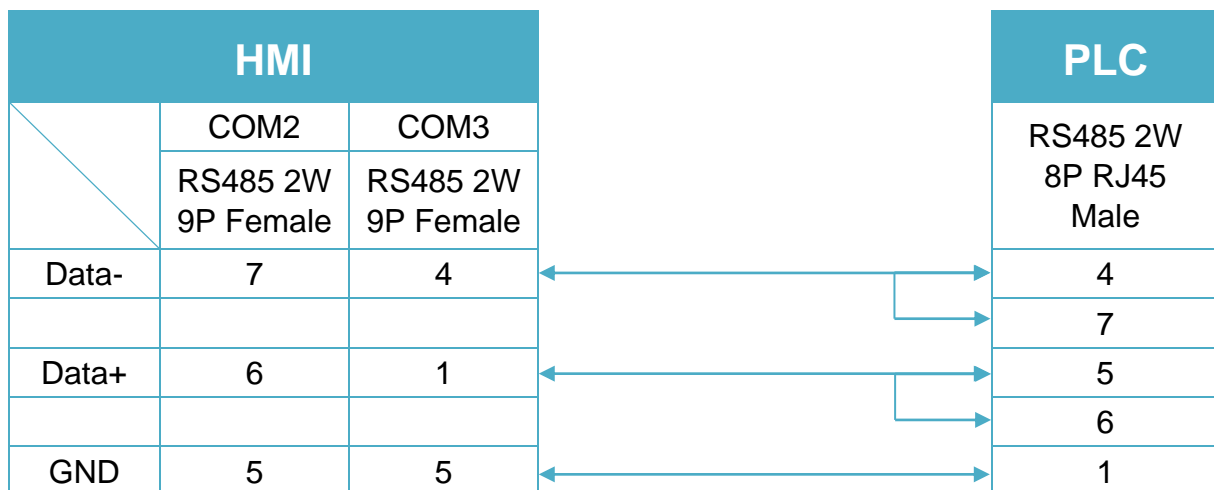 HMI
PLC
COM2
COM3
RS485 2W
9P Female
RS485 2W
9P Female
RS485 2W
8P RJ45
Male
Data-
7
4
4
7
Data+
6
1
5
6
GND
5
5
1